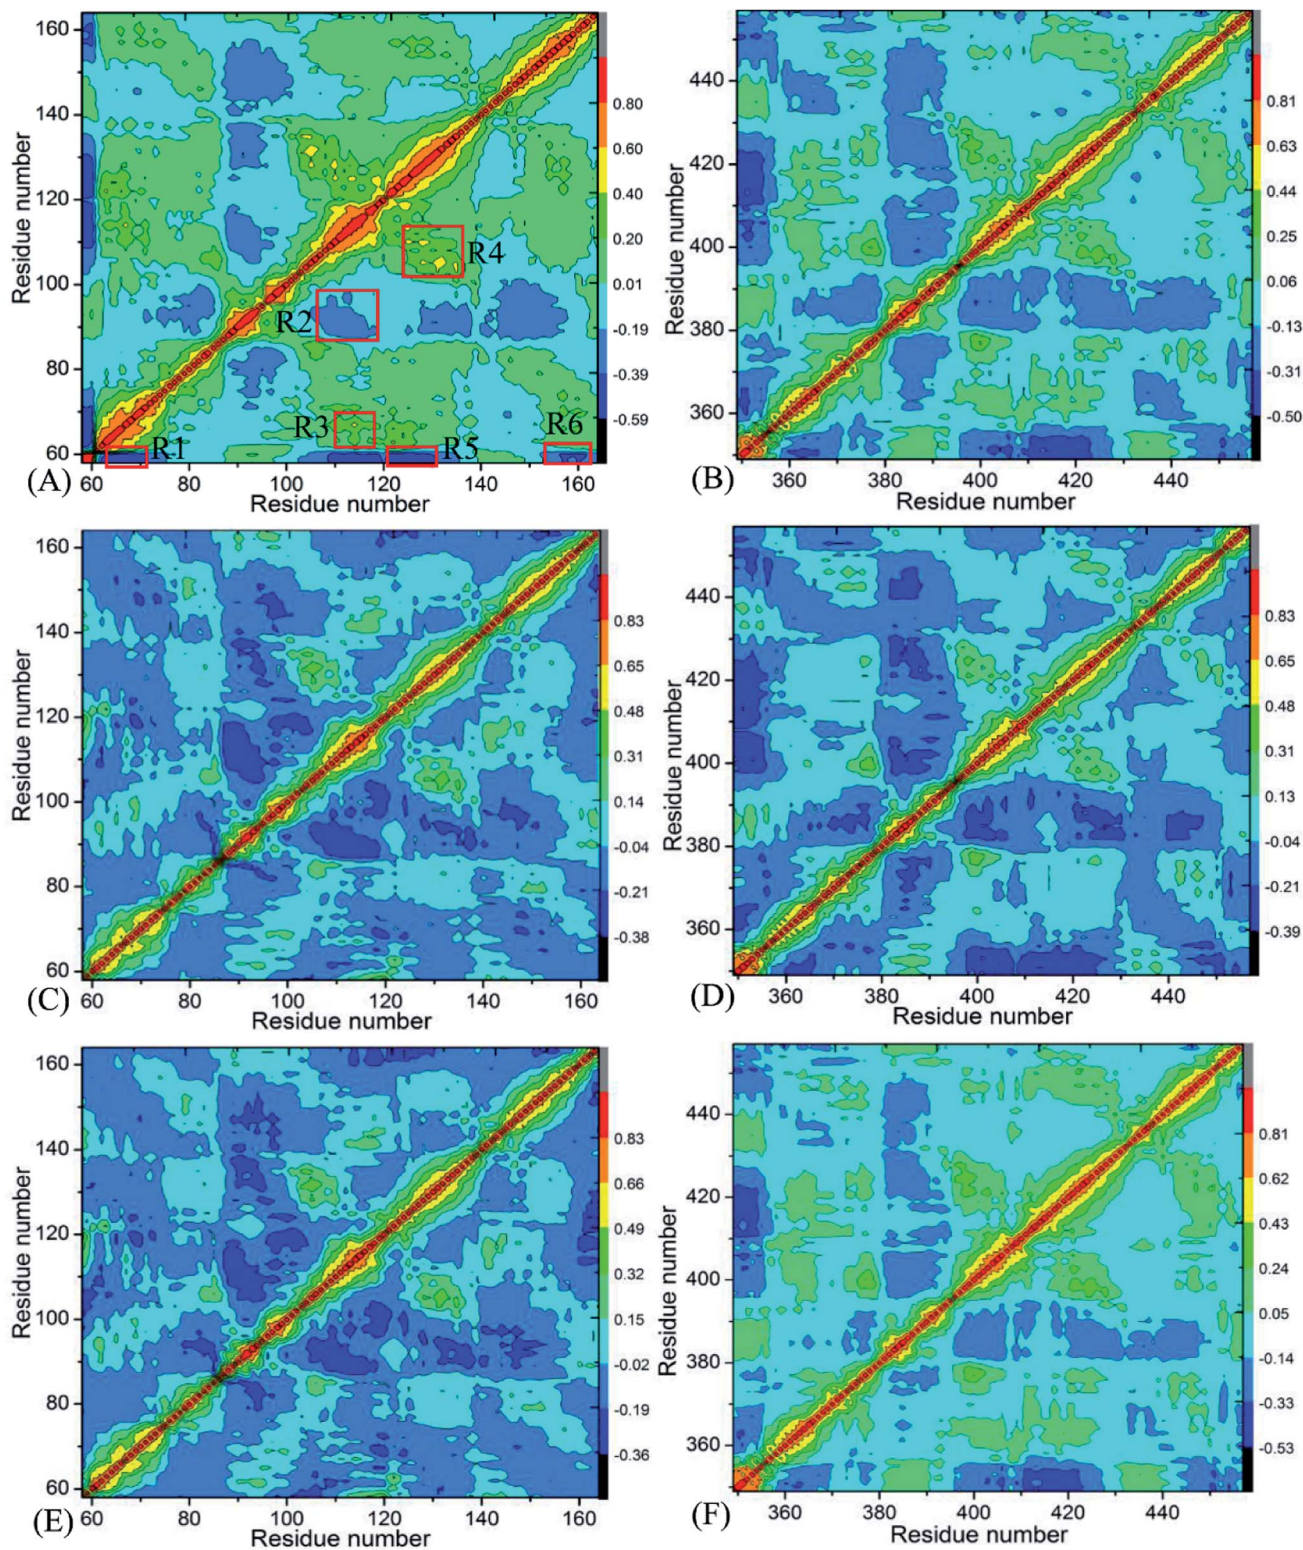 160
140
120
100
80
60
Residue number
R1
R2
R3
R4
R5
R6
0.80
0.60
0.40
0.20
0.01
-0.19
-0.39
-0.59
60 80 100 120 140 160
Residue number
(A)
440
420
400
380
360
Residue number
0.81
0.63
0.44
0.25
0.06
-0.13
-0.31
-0.50
360 380 400 420 440
Residue number
(B)
160
140
120
100
80
60
Residue number
0.83
0.65
0.48
0.31
0.14
-0.04
-0.21
-0.38
60 80 100 120 140 160
Residue number
(C)
440
420
400
380
360
Residue number
0.83
0.65
0.48
0.31
0.13
-0.04
-0.21
-0.39
360 380 400 420 440
Residue number
(D)
160
140
120
100
80
60
Residue number
0.83
0.66
0.49
0.32
0.15
-0.02
-0.19
-0.36
60 80 100 120 140 160
Residue number
(E)
440
420
400
380
360
Residue number
0.81
0.62
0.43
0.24
0.05
-0.14
-0.33
-0.53
360 380 400 420 440
Residue number
(F)